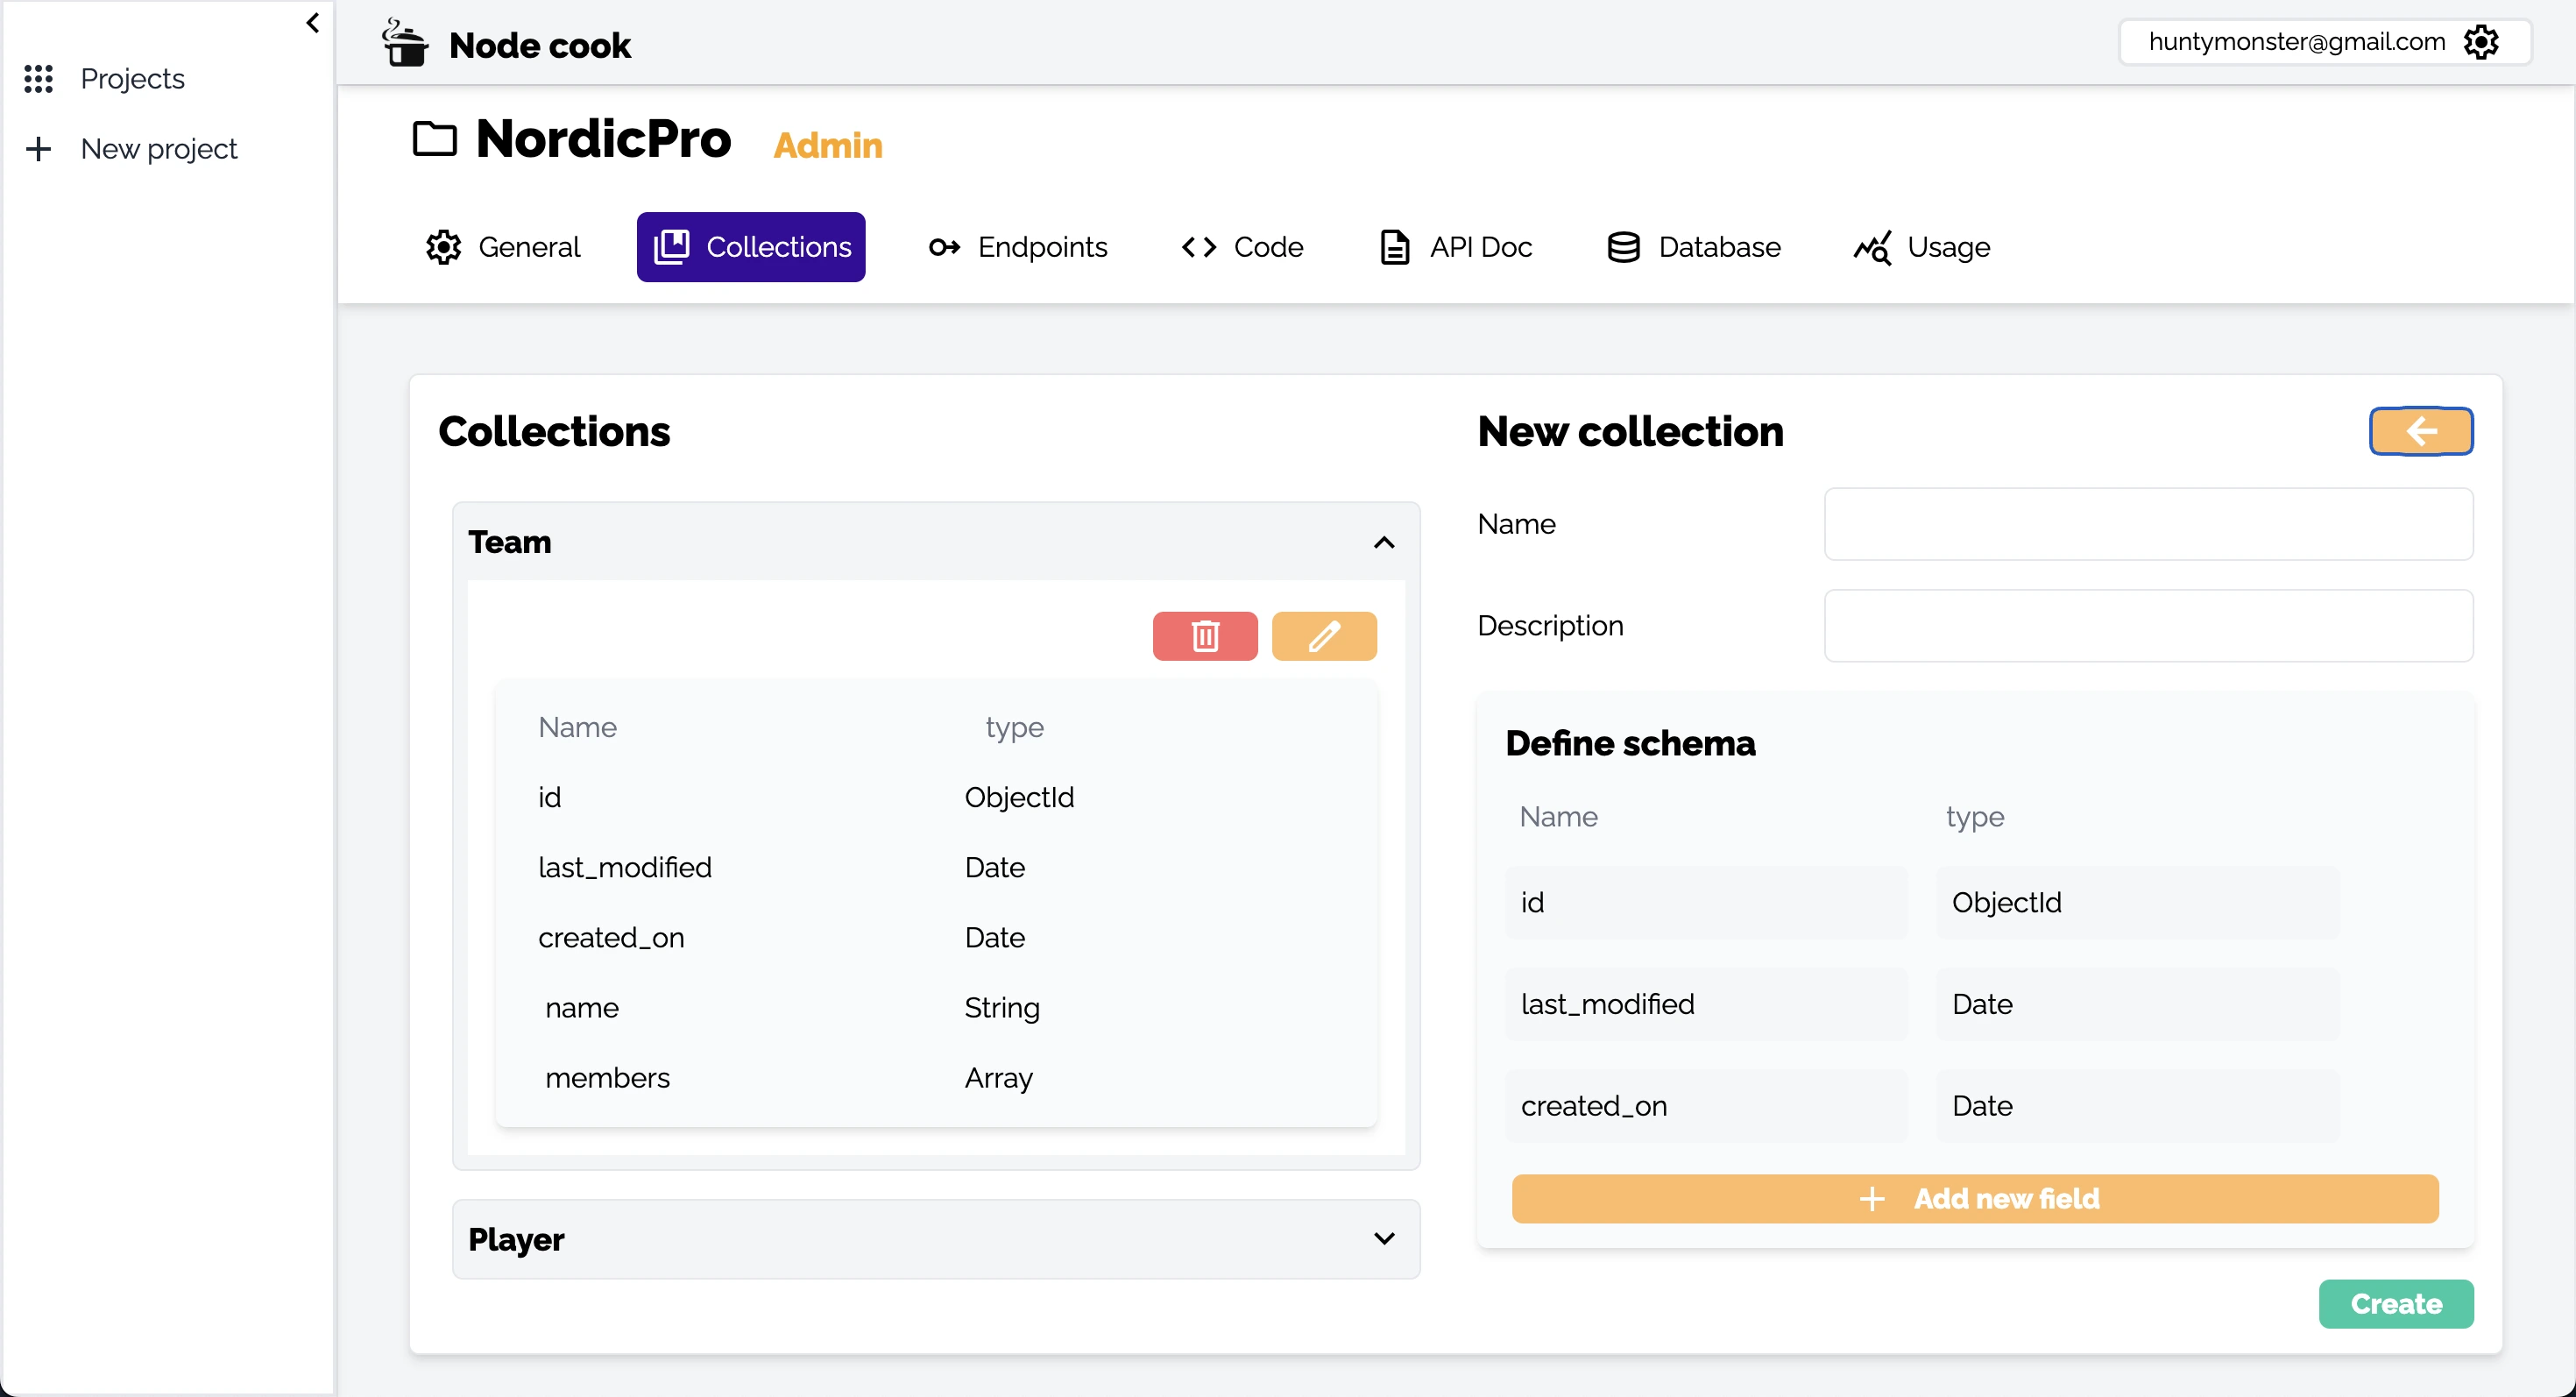 Projects
New project
Node cook
huntymonster@gmail.com
NordicPro Admin
General Collections Endpoints Code API Doc Database Usage
Collections
Team
Name type
id ObjectId
last_modified Date
created_on Date
name String
members Array
Player
New collection
Name
Description
Define schema
Name type
id ObjectId
last_modified Date
created_on Date
Add new field
Create